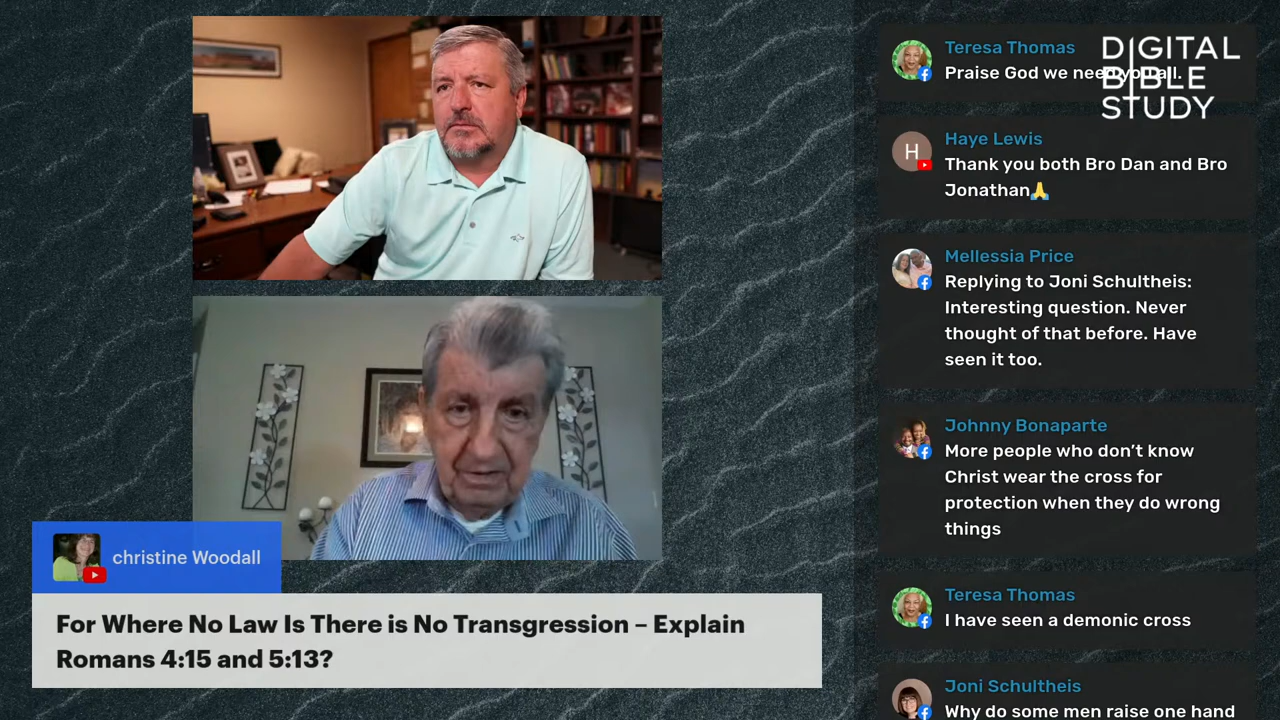 Teresa Thomas
Praise God we need you all.
DIGITAL
BIBLE
STUDY
H
Haye Lewis
Thank you both Bro Dan and Bro
Jonathan🙏
Mellessia Price
Replying to Joni Schultheis:
Interesting question. Never
thought of that before. Have
seen it too.
Johnny Bonaparte
More people who don’t know
Christ wear the cross for
protection when they do wrong
things
Teresa Thomas
I have seen a demonic cross
Joni Schultheis
Why do some men raise one hand
christine Woodall
For Where No Law Is There is No Transgression – Explain
Romans 4:15 and 5:13?